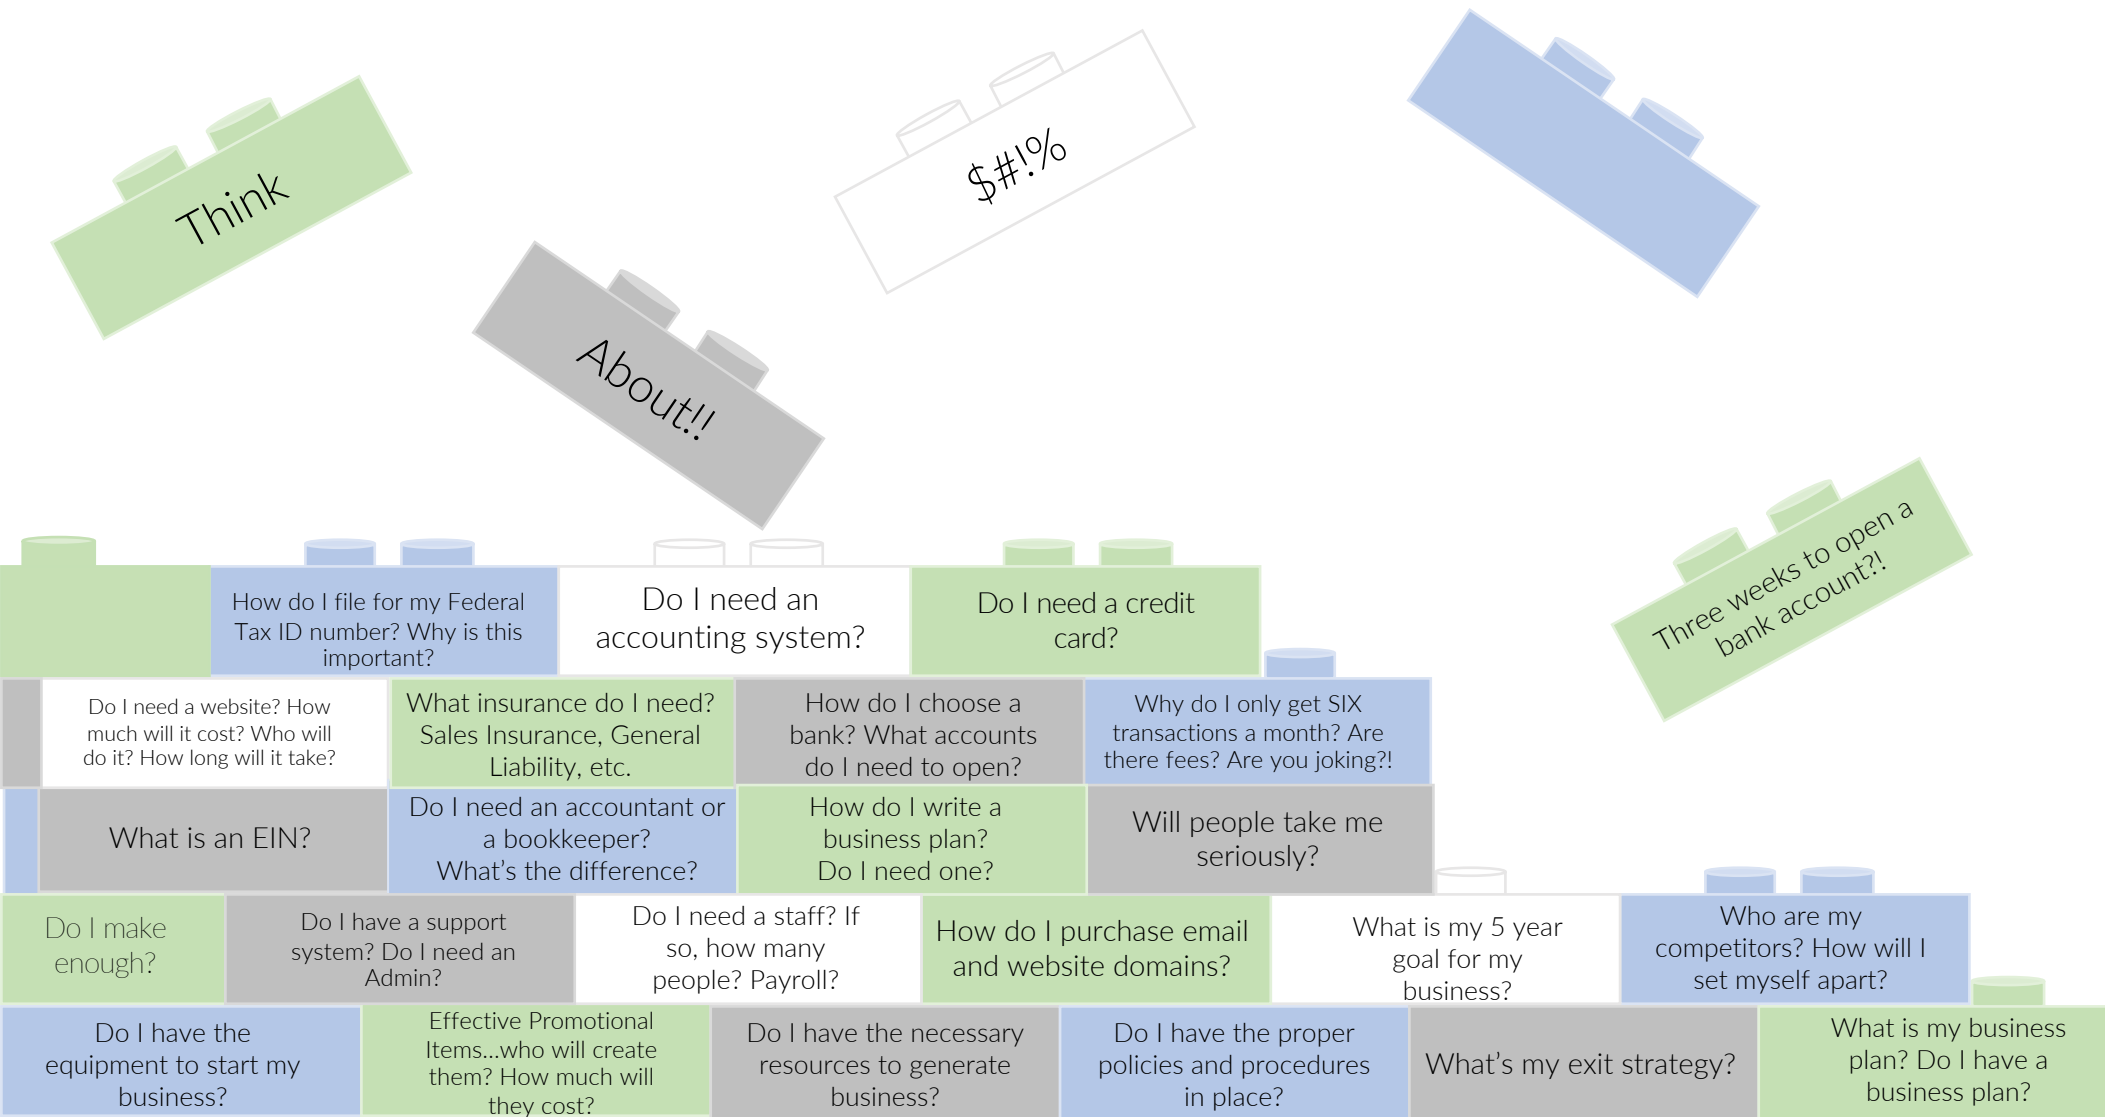 Think
$#!%
About!!
Three weeks to open a
bank account?!
How do I file for my Federal
Tax ID number? Why is this
important?
Do I need an
accounting system?
Do I need a credit
card?
Do I need a website? How
much will it cost? Who will
do it? How long will it take?
What insurance do I need?
Sales Insurance, General
Liability, etc.
How do I choose a
bank? What accounts
do I need to open?
Why do I only get SIX
transactions a month? Are
there fees? Are you joking?!
What is an EIN?
Do I need an accountant or
a bookkeeper?
What's the difference?
How do I write a
business plan?
Do I need one?
Will people take me
seriously?
Do I make
enough?
Do I have a support
system? Do I need an
Admin?
Do I need a staff? If
so, how many
people? Payroll?
How do I purchase email
and website domains?
What is my 5 year
goal for my
business?
Who are my
competitors? How will I
set myself apart?
Do I have the
equipment to start my
business?
Effective Promotional
Items...who will create
them? How much will
they cost?
Do I have the necessary
resources to generate
business?
Do I have the proper
policies and procedures
in place?
What's my exit strategy?
What is my business
plan? Do I have a
business plan?